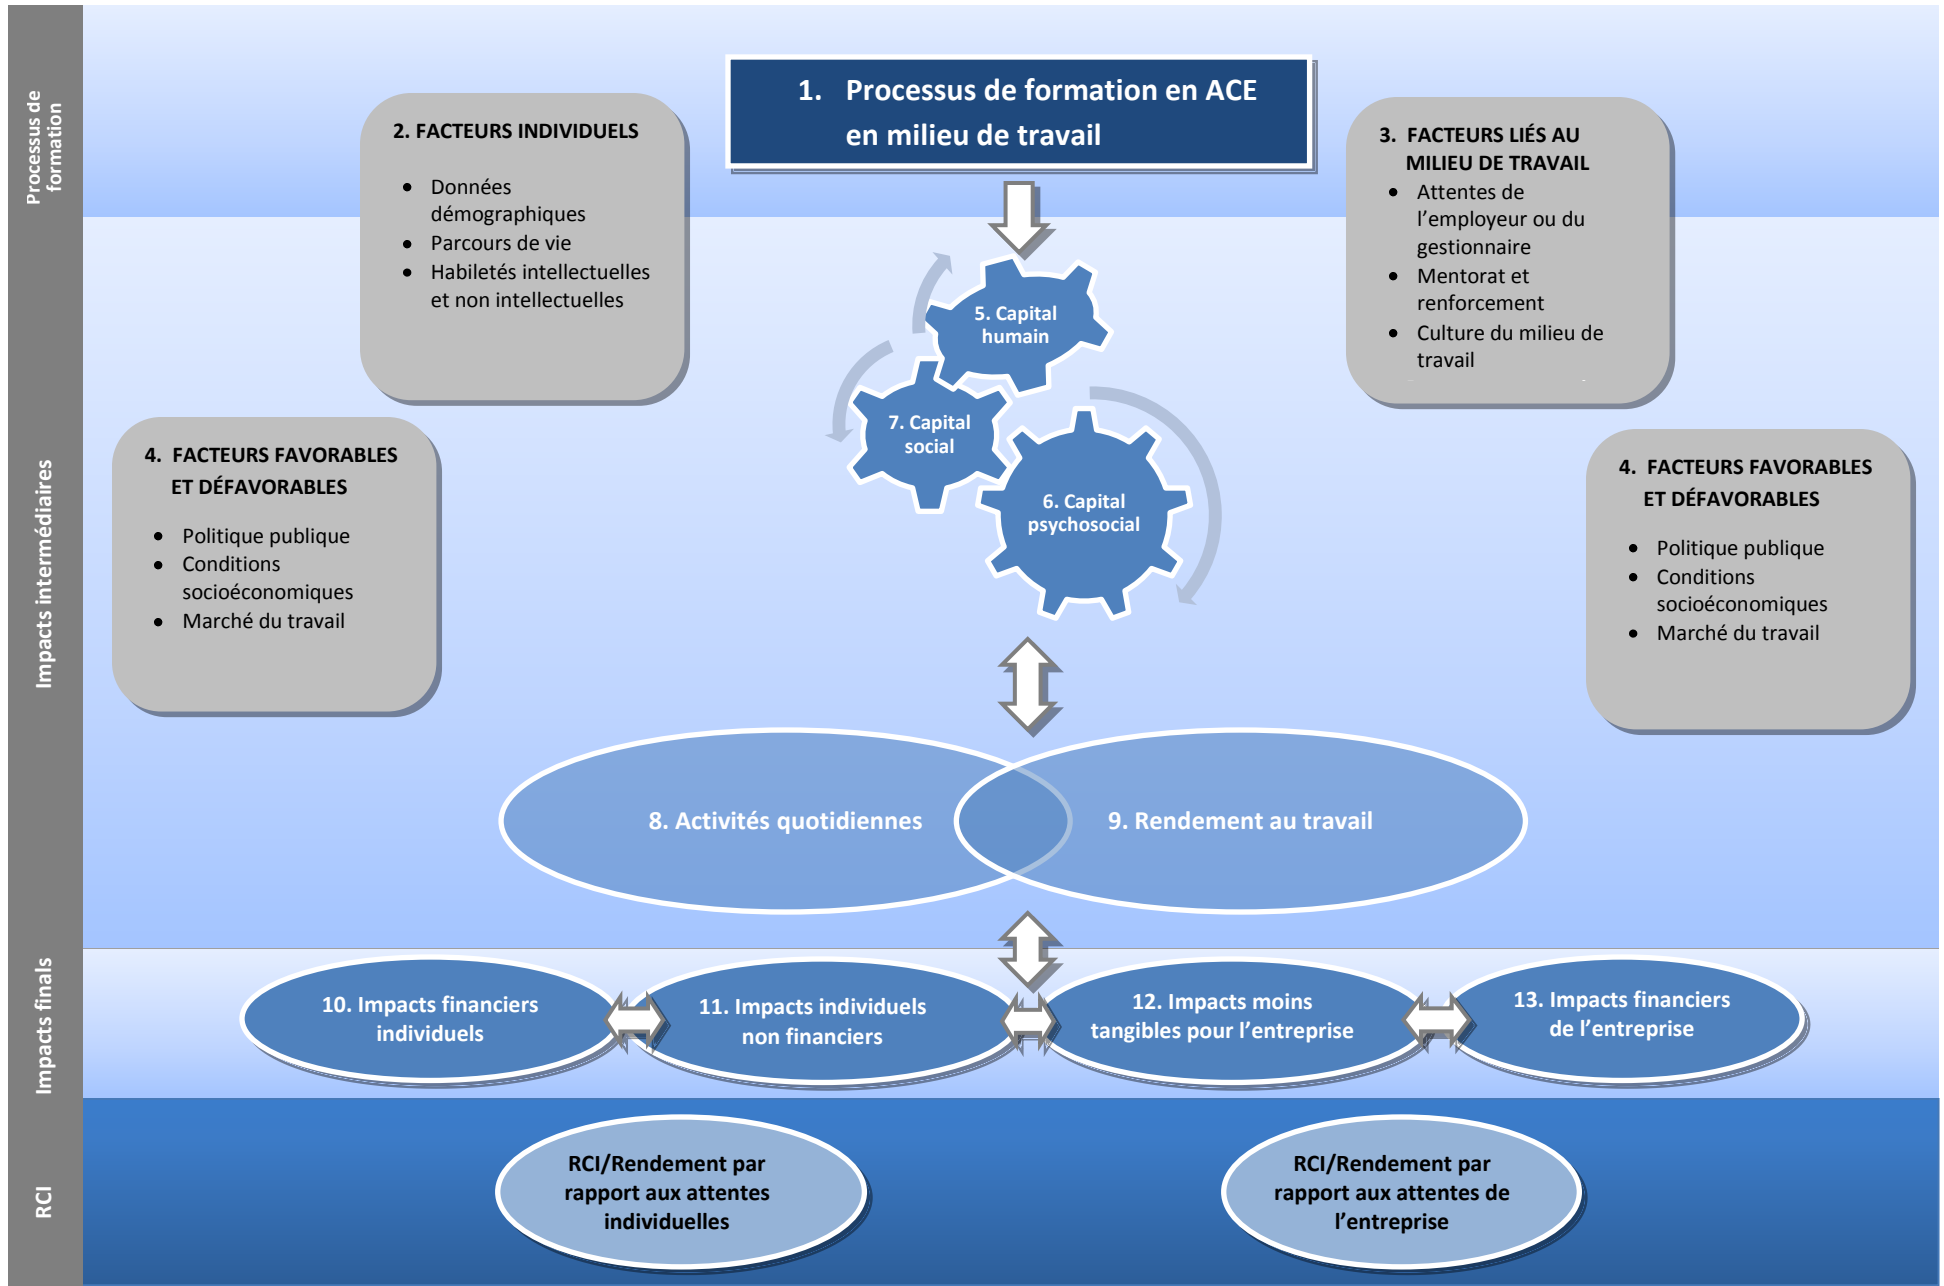 Processus de
formation
1. Processus de formation en ACE
en milieu de travail
2. FACTEURS INDIVIDUELS
• Données
démographiques
• Parcours de vie
• Habiletés intellectuelles
et non intellectuelles
3. FACTEURS LIÉS AU
MILIEU DE TRAVAIL
• Attentes de
l’employeur ou du
gestionnaire
• Mentorat et
renforcement
• Culture du milieu de
travail
Impacts intermédiaires
5. Capital
humain
7. Capital
social
6. Capital
psychosocial
4. FACTEURS FAVORABLES
ET DÉFAVORABLES
• Politique publique
• Conditions
socioéconomiques
• Marché du travail
4. FACTEURS FAVORABLES
ET DÉFAVORABLES
• Politique publique
• Conditions
socioéconomiques
• Marché du travail
8. Activités quotidiennes
9. Rendement au travail
Impacts finals
10. Impacts financiers
individuels
11. Impacts individuels
non financiers
12. Impacts moins
tangibles pour l’entreprise
13. Impacts financiers
de l’entreprise
RCI
RCI/Rendement par
rapport aux attentes
individuelles
RCI/Rendement par
rapport aux attentes de
l’entreprise